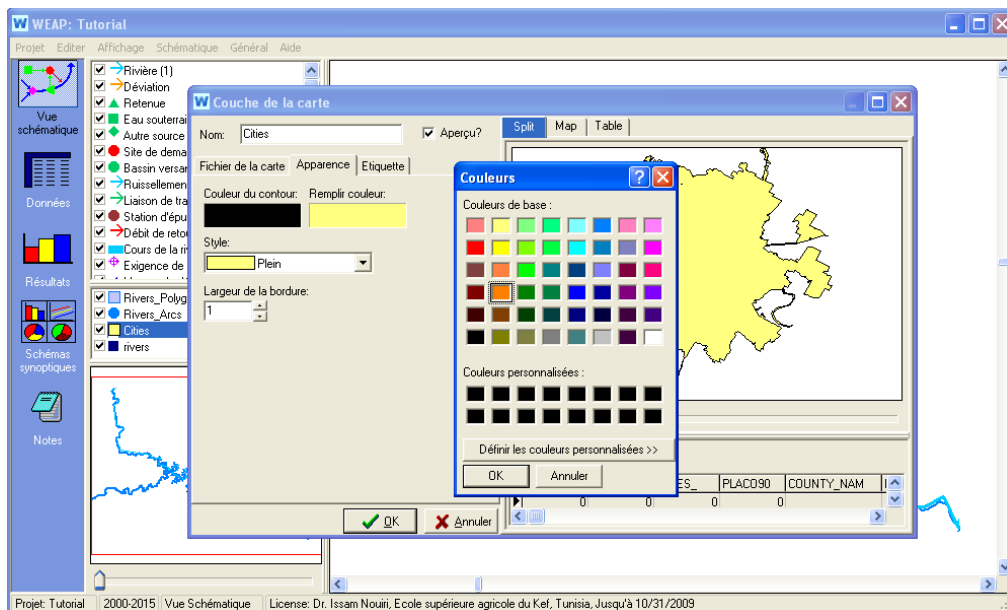 WEAP: Tutorial
Projet Editer Affichage Schématique Général Aide
Vue schématique
Données
Résultats
Schémas synoptiques
Notes
Rivière (1)
Déviation
Retenue
Eau souterrai
Autre source
Site de dema
Bassin versar
Ruissellemen
Liaison de tra
Station d'épu
Débit de reto
Cours de la ri
Exigence de
Rivers_Polyg
Rivers_Arcs
Cities
rivers
Couche de la carte
Nom: Cities Aperçu?
Fichier de la carte Apparence Etiquette
Couleur du contour: Remplir couleur:
Style:
Plein
Largeur de la bordure:
1
OK Annuler
Split Map Table
Couleurs
Couleurs de base :
Couleurs personnalisées :
Définir les couleurs personnalisées >>
OK Annuler
ES_ PLACO90 COUNTY_NAM
0 0 0
Projet: Tutorial 2000-2015 Vue Schématique License: Dr. Issam Nouiri, Ecole supérieure agricole du Kef, Tunisia, Jusqu'à 10/31/2009